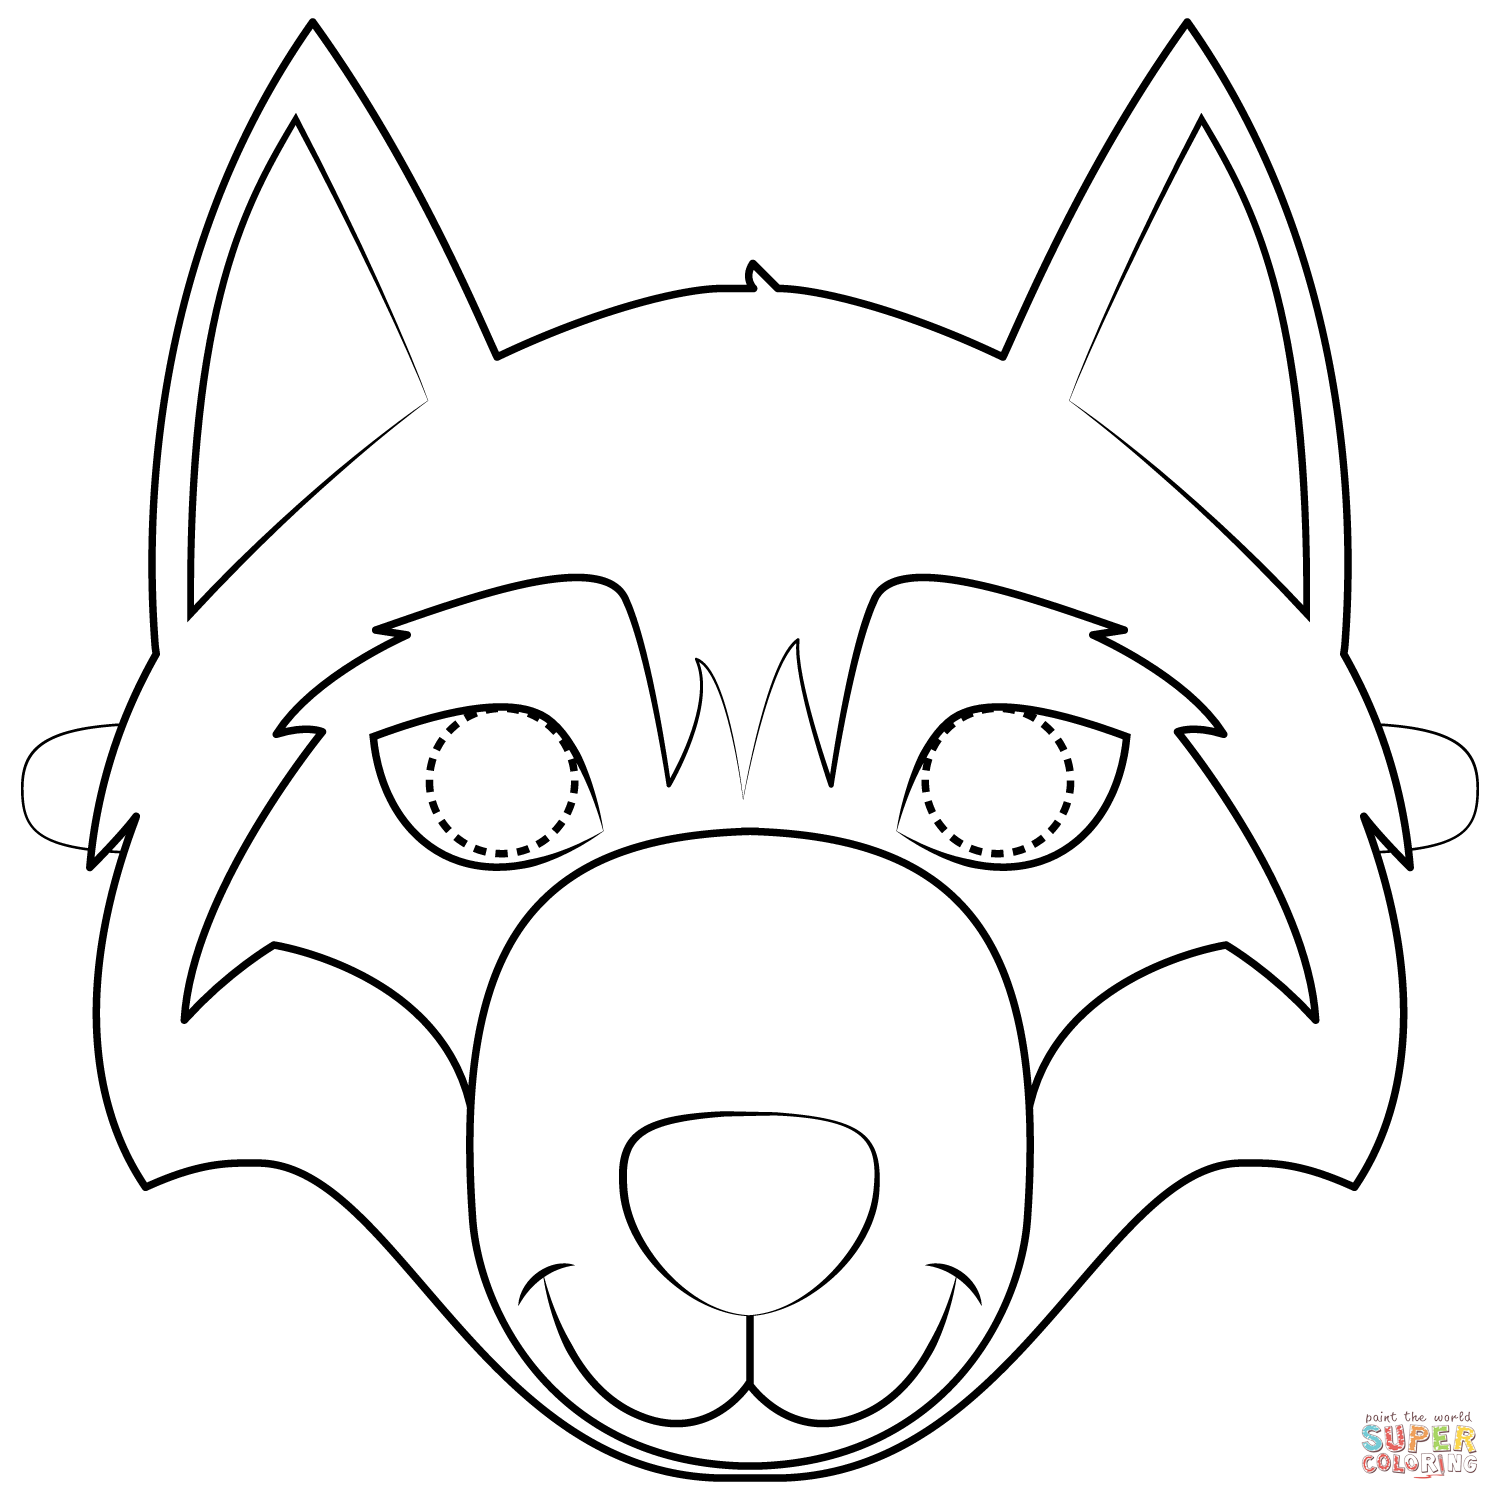 paint the world
SUPER
COLORING